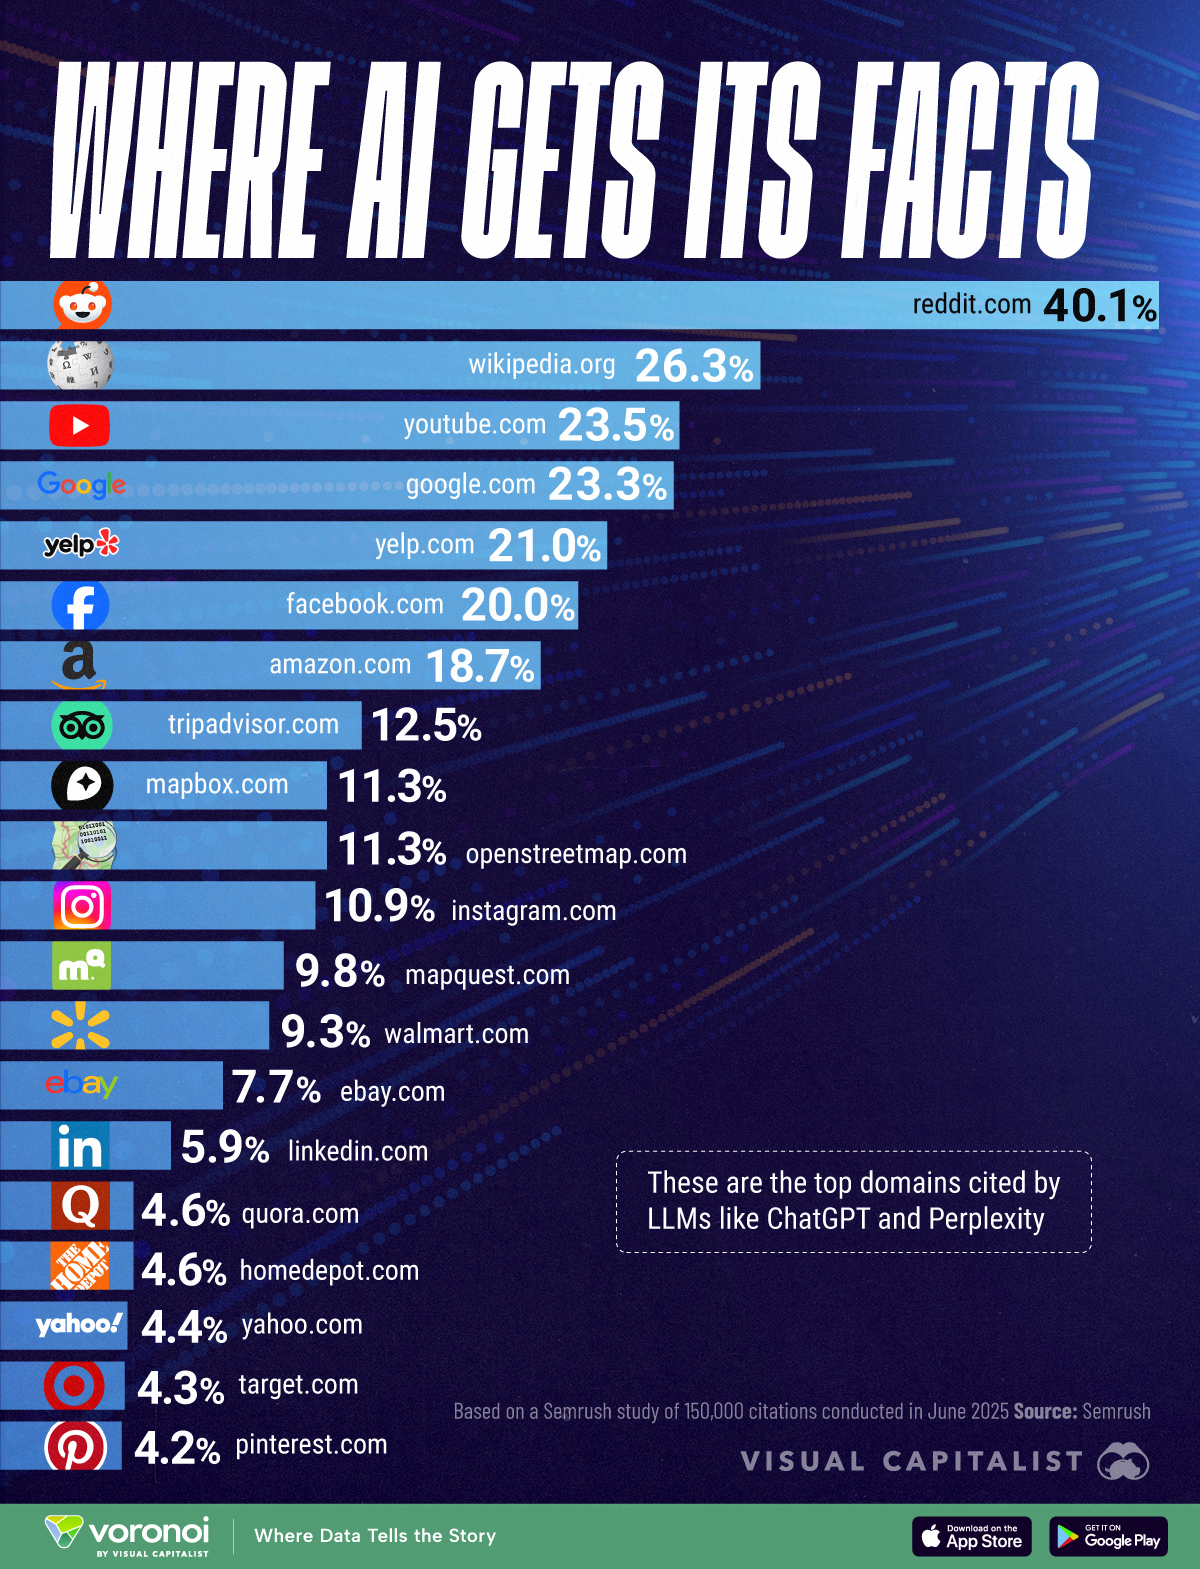 WHERE AI GETS ITS FACTS
reddit.com 40.1%
wikipedia.org 26.3%
youtube.com 23.5%
Google google.com 23.3%
yelp yelp.com 21.0%
facebook.com 20.0%
a amazon.com 18.7%
tripadvisor.com 12.5%
mapbox.com 11.3%
11.3% openstreetmap.com
10.9% instagram.com
mQ 9.8% mapquest.com
9.3% walmart.com
ebay 7.7% ebay.com
in 5.9% linkedin.com
Q 4.6% quora.com
THE HOME DEPOT 4.6% homedepot.com
yahoo! 4.4% yahoo.com
4.3% target.com
4.2% pinterest.com
These are the top domains cited by
LLMs like ChatGPT and Perplexity
Based on a Semrush study of 150,000 citations conducted in June 2025 Source: Semrush
VISUAL CAPITALIST
voronoi
BY VISUAL CAPITALIST
Where Data Tells the Story
Download on the
App Store
GET IT ON
Google Play